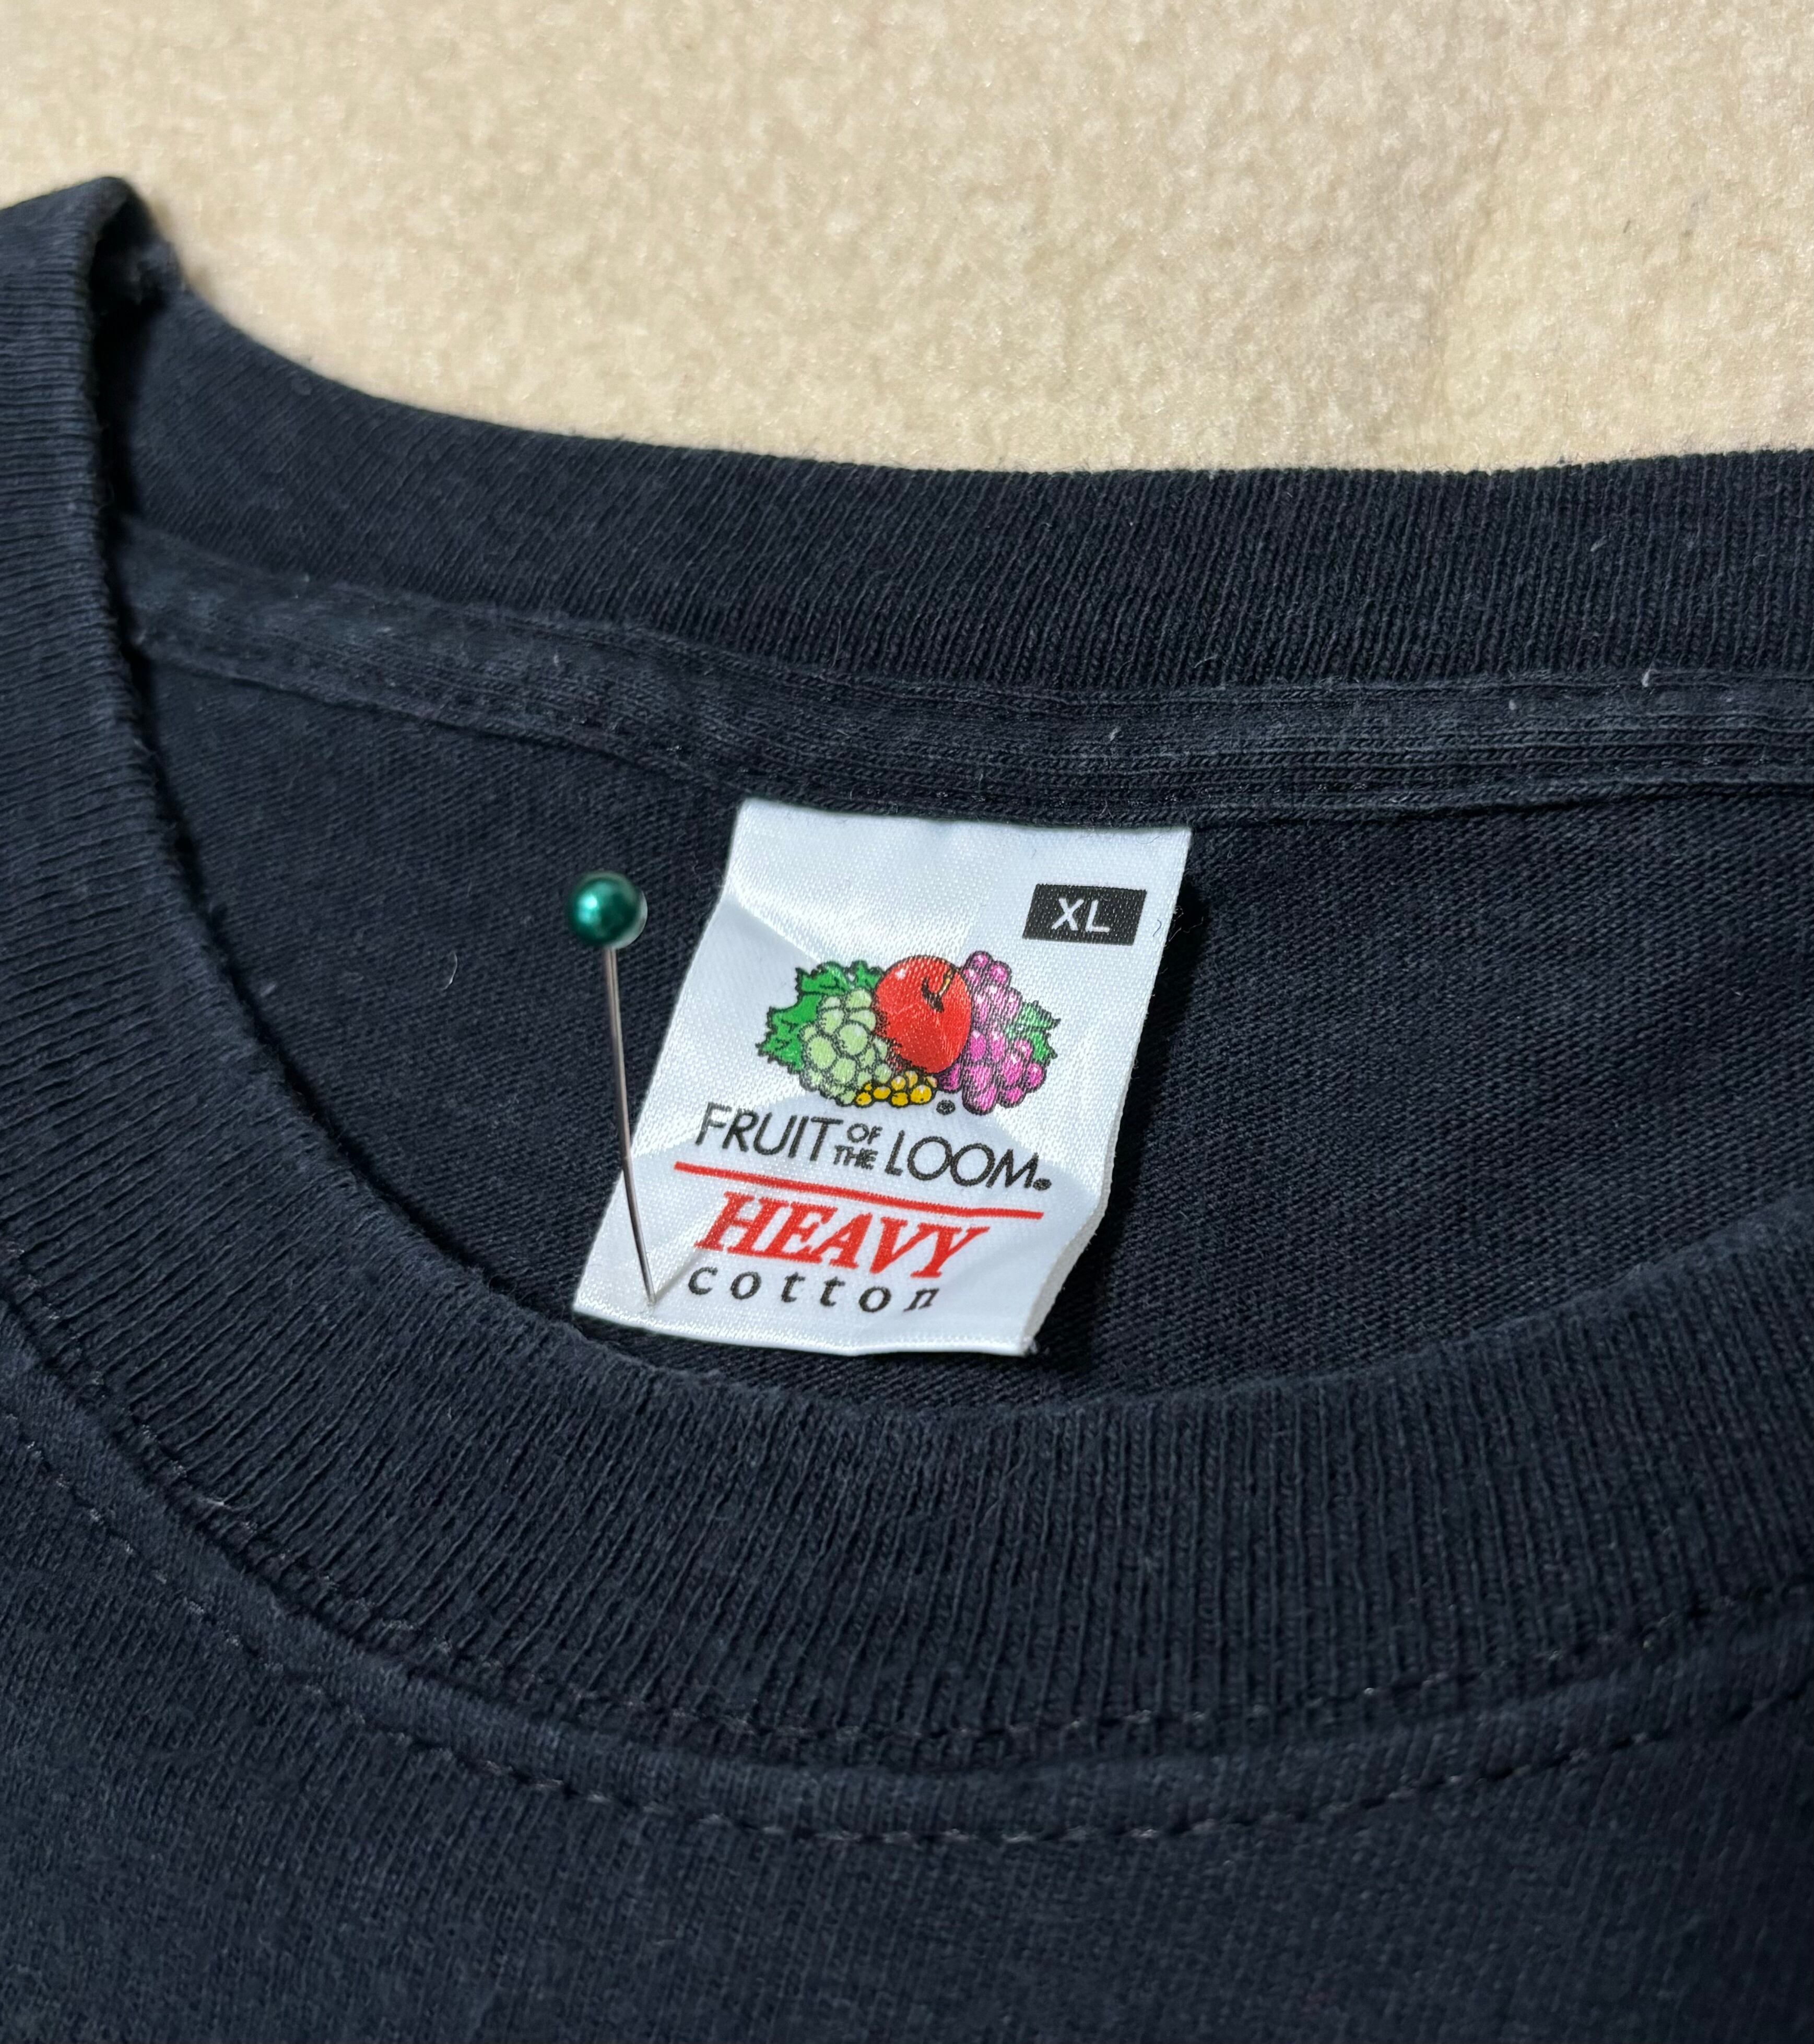 XL
FRUIT OF THE LOOM®
HEAVY
cotton